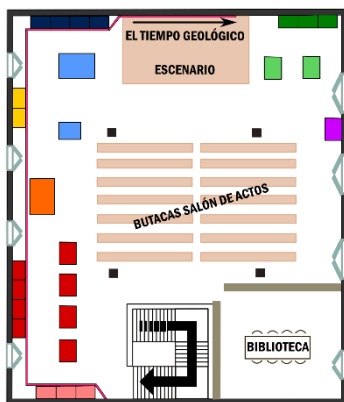 EL TIEMPO GEOLÓGICO
ESCENARIO
BUTACAS SALÓN DE ACTOS
BIBLIOTECA